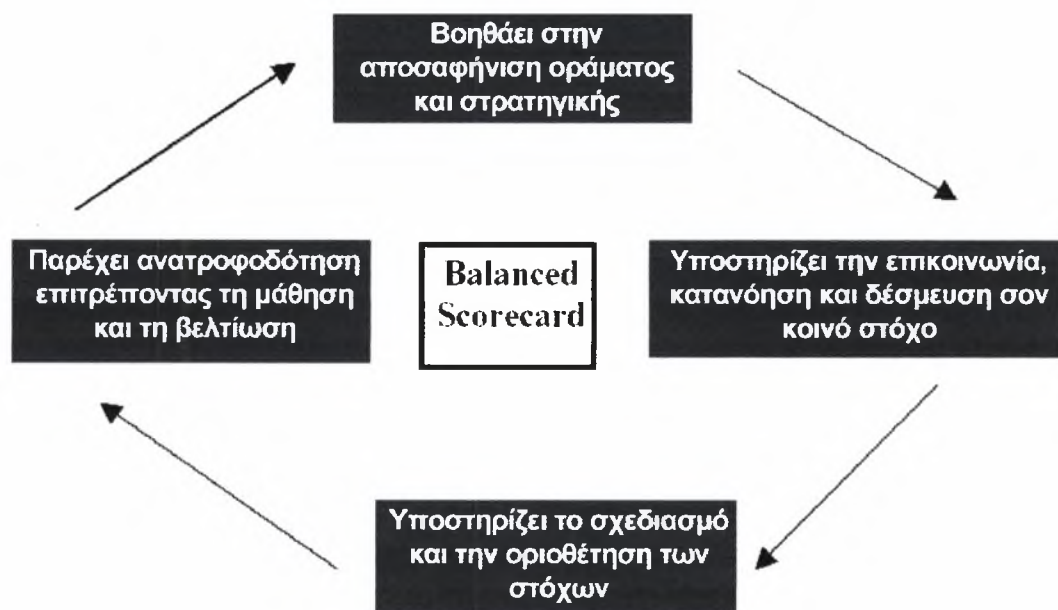 Βοηθάει στην
αποσαφήνιση οράματος
και στρατηγικής
Παρέχει ανατροφοδότηση
επιτρέποντας τη μάθηση
και τη βελτίωση
Balanced
Scorecard
Υποστηρίζει την επικοινωνία,
κατανόηση και δέσμευση σον
κοινό στόχο
Υποστηρίζει το σχεδιασμό
και την οριοθέτηση των
στόχων